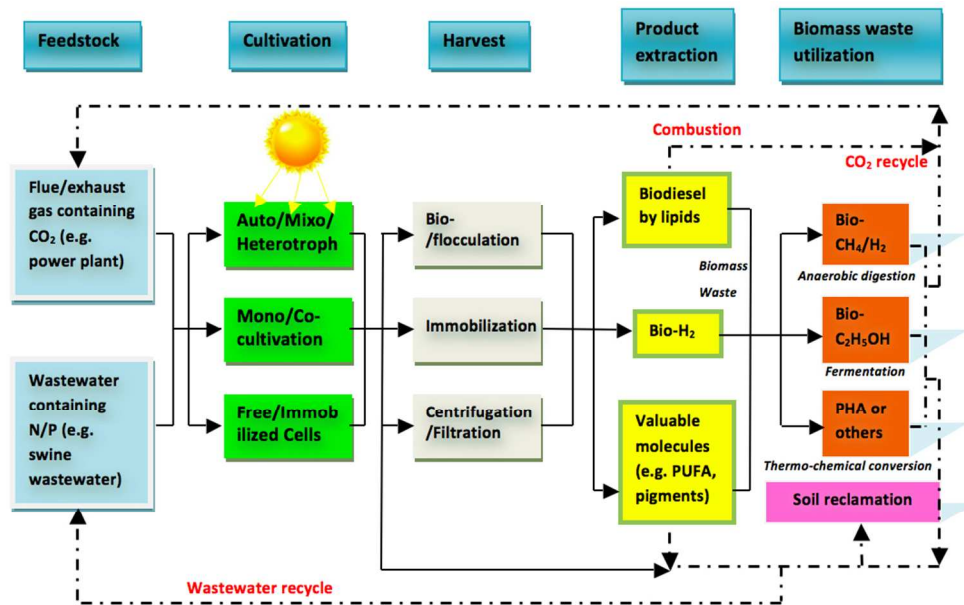 Feedstock
Cultivation
Harvest
Product
extraction
Biomass waste
utilization
Combustion
CO₂ recycle
Flue/exhaust
gas containing
CO₂ (e.g.
power plant)
Wastewater
containing
N/P (e.g.
swine
wastewater)
Auto/Mixo/
Heterotroph
Mono/Co-
cultivation
Free/Immob
ilized Cells
Bio-
/flocculation
Immobilization
Centrifugation
/Filtration
Biodiesel
by lipids
Biomass
Waste
Bio-H₂
Valuable
molecules
(e.g. PUFA,
pigments)
Bio-
CH₄/H₂
Anaerobic digestion
Bio-
C₂H₅OH
Fermentation
PHA or
others
Thermo-chemical conversion
Soil reclamation
Wastewater recycle